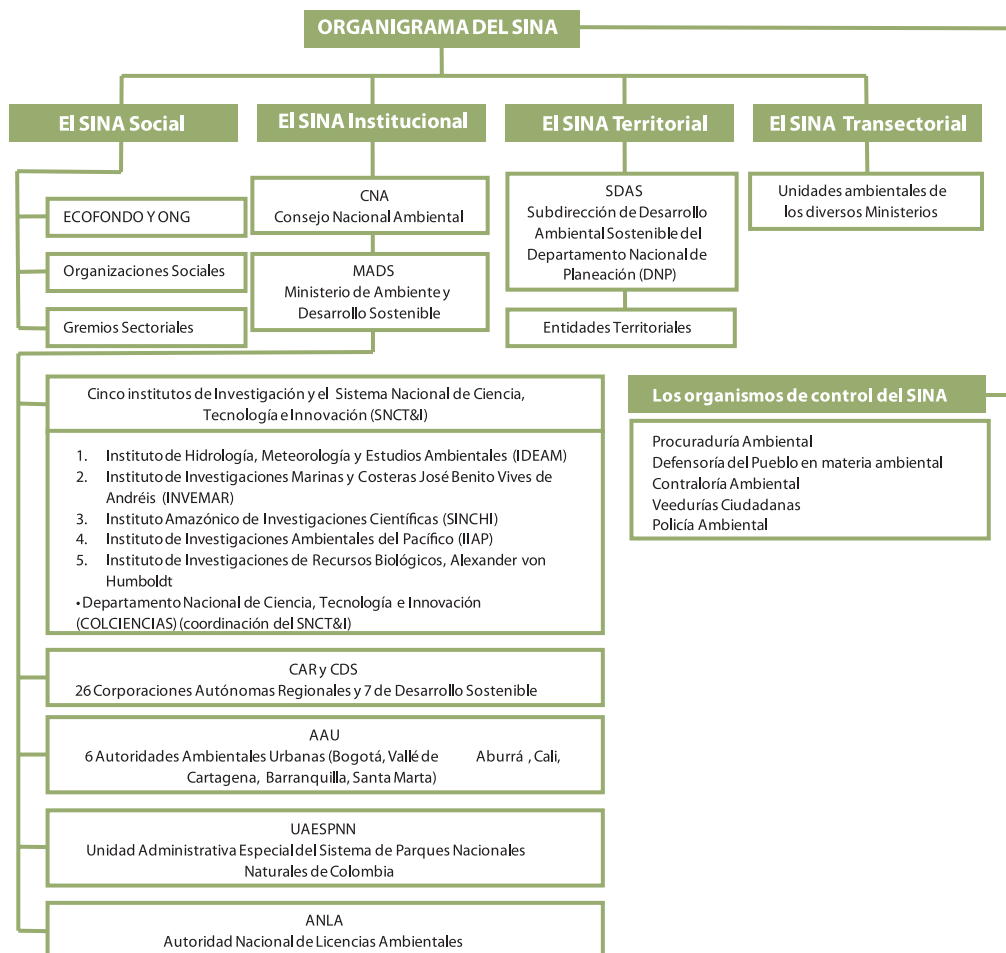 ORGANIGRAMA DEL SINA
El SINA Social
ECOFONDO Y ONG
Organizaciones Sociales
Gremios Sectoriales
El SINA Institucional
CNA
Consejo Nacional Ambiental
MADS
Ministerio de Ambiente y
Desarrollo Sostenible
El SINA Territorial
SDAS
Subdirección de Desarrollo
Ambiental Sostenible del
Departamento Nacional de
Planeación (DNP)
Entidades Territoriales
El SINA Transectorial
Unidades ambientales de
los diversos Ministerios
Cinco institutos de Investigación y el Sistema Nacional de Ciencia,
Tecnología e Innovación (SNCT&I)
1. Instituto de Hidrología, Meteorología y Estudios Ambientales (IDEAM)
2. Instituto de Investigaciones Marinas y Costeras José Benito Vives de
Andréis (INVEMAR)
3. Instituto Amazónico de Investigaciones Científicas (SINCHI)
4. Instituto de Investigaciones Ambientales del Pacífico (IIAP)
5. Instituto de Investigaciones de Recursos Biológicos, Alexander von
Humboldt
• Departamento Nacional de Ciencia, Tecnología e Innovación
(COLCIENCIAS) (coordinación del SNCT&I)
CAR y CDS
26 Corporaciones Autónomas Regionales y 7 de Desarrollo Sostenible
AAU
6 Autoridades Ambientales Urbanas (Bogotá, Vallé de Aburrá , Cali,
Cartagena, Barranquilla, Santa Marta)
UAESPNN
Unidad Administrativa Especial del Sistema de Parques Nacionales
Naturales de Colombia
ANLA
Autoridad Nacional de Licencias Ambientales
Los organismos de control del SINA
Procuraduría Ambiental
Defensoría del Pueblo en materia ambiental
Contraloría Ambiental
Veedurías Ciudadanas
Policía Ambiental